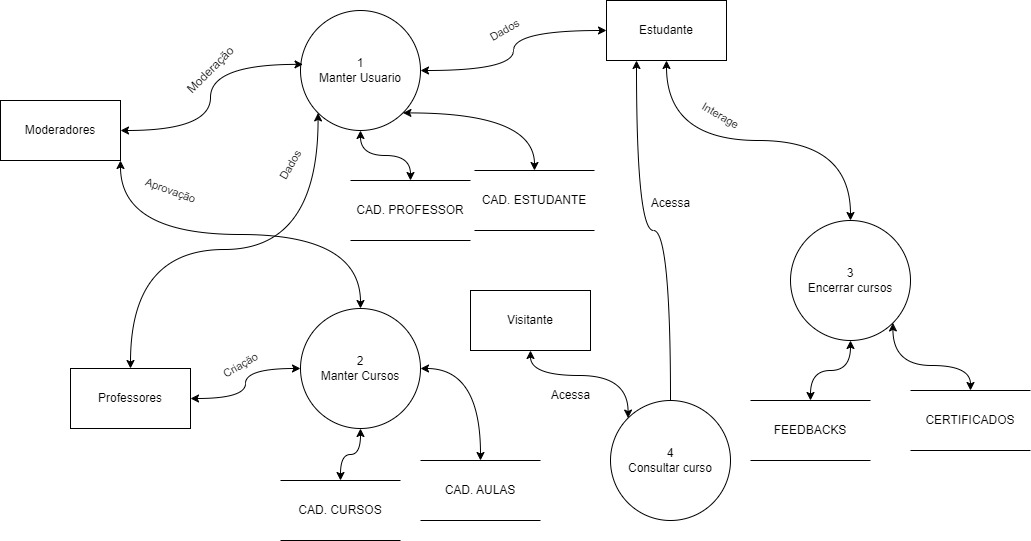 Estudante
Dados
1
Manter Usuario
Moderação
Interage
Moderadores
Dados
Aprovação
CAD. PROFESSOR
CAD. ESTUDANTE
Acessa
3
Encerrar cursos
Visitante
2
Manter Cursos
Criação
Professores
Acessa
FEEDBACKS
CERTIFICADOS
4
Consultar curso
CAD. AULAS
CAD. CURSOS